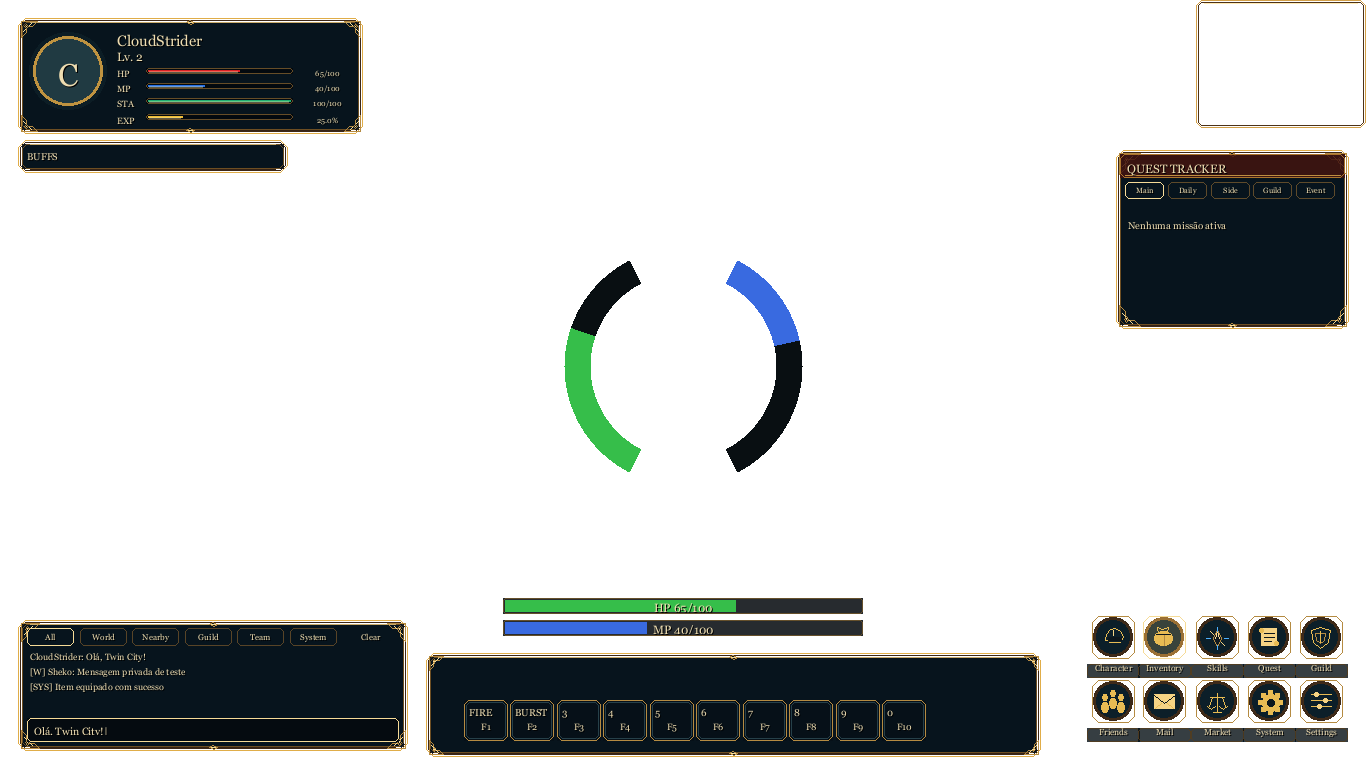 CloudStrider
Lv. 2
C
HP 65/100
MP 40/100
STA 100/100
EXP 25.0%
BUFFS
QUEST TRACKER
Main Daily Side Guild Event
Nenhuma missão ativa
HP 65/100
MP 40/100
All World Nearby Guild Team System Clear
CloudStrider: Olá, Twin City!
[W] Sheko: Mensagem privada de teste
[SYS] Item equipado com sucesso
Olá, Twin City!|
FIRE BURST 3 4 5 6 7 8 9 0
F1 F2 F3 F4 F5 F6 F7 F8 F9 F10
Character Inventory Skills Quest Guild
Friends Mail Market System Settings